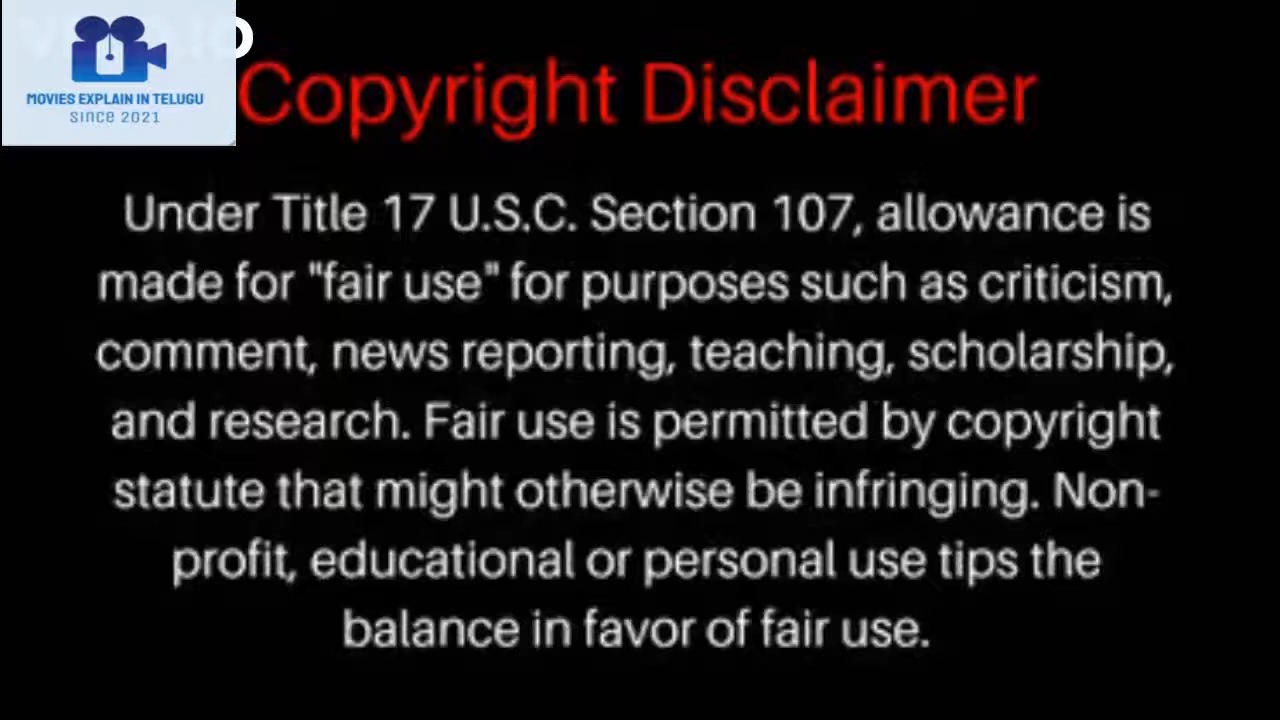 MOVIES EXPLAIN IN TELUGU
SINCE 2021
Copyright Disclaimer
Under Title 17 U.S.C. Section 107, allowance is
made for "fair use" for purposes such as criticism,
comment, news reporting, teaching, scholarship,
and research. Fair use is permitted by copyright
statute that might otherwise be infringing. Non-
profit, educational or personal use tips the
balance in favor of fair use.